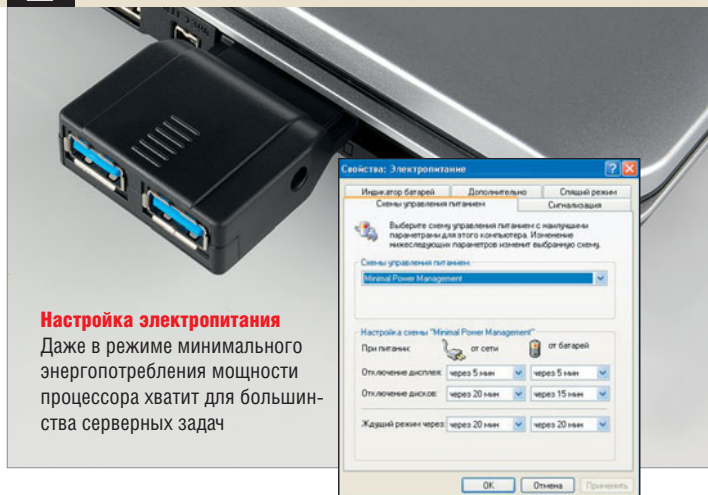 Свойства: Электропитание
Индикатор батарей Дополнительно Спящий режим
Схемы управления питанием Сигнализация
Выберите схему управления питанием с наилучшими
параметрами для этого компьютера. Изменение
нижеследующих параметров изменит выбранную схему.
Схемы управления питанием
Minimal Power Management
Настройка схемы "Minimal Power Management"
При питании: от сети от батарей
Отключение дисплея: через 5 мин через 5 мин
Отключение дисков: через 20 мин через 15 мин
Ждущий режим через: через 20 мин через 20 мин
OK Отмена Применить
Настройка электропитания
Даже в режиме минимального
энергопотребления мощности
процессора хватит для большин-
ства серверных задач